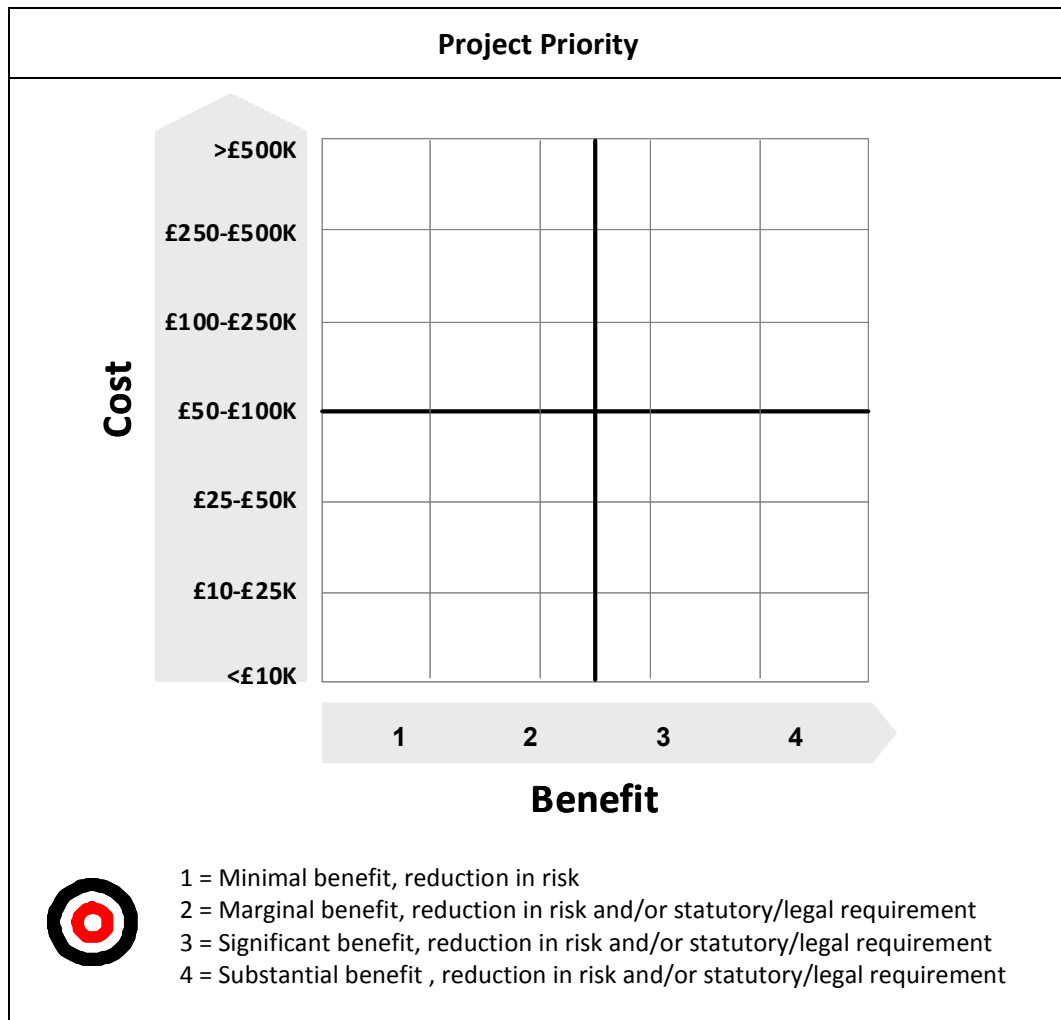 Project Priority
>£500K
£250-£500K
£100-£250K
Cost
£50-£100K
£25-£50K
£10-£25K
<£10K
1 2 3 4
Benefit
1 = Minimal benefit, reduction in risk
2 = Marginal benefit, reduction in risk and/or statutory/legal requirement
3 = Significant benefit, reduction in risk and/or statutory/legal requirement
4 = Substantial benefit , reduction in risk and/or statutory/legal requirement